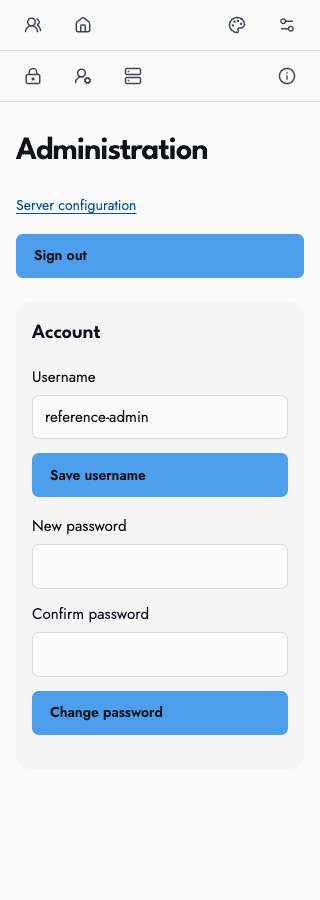 Administration
Server configuration
Sign out
Account
Username
reference-admin
Save username
New password
Confirm password
Change password